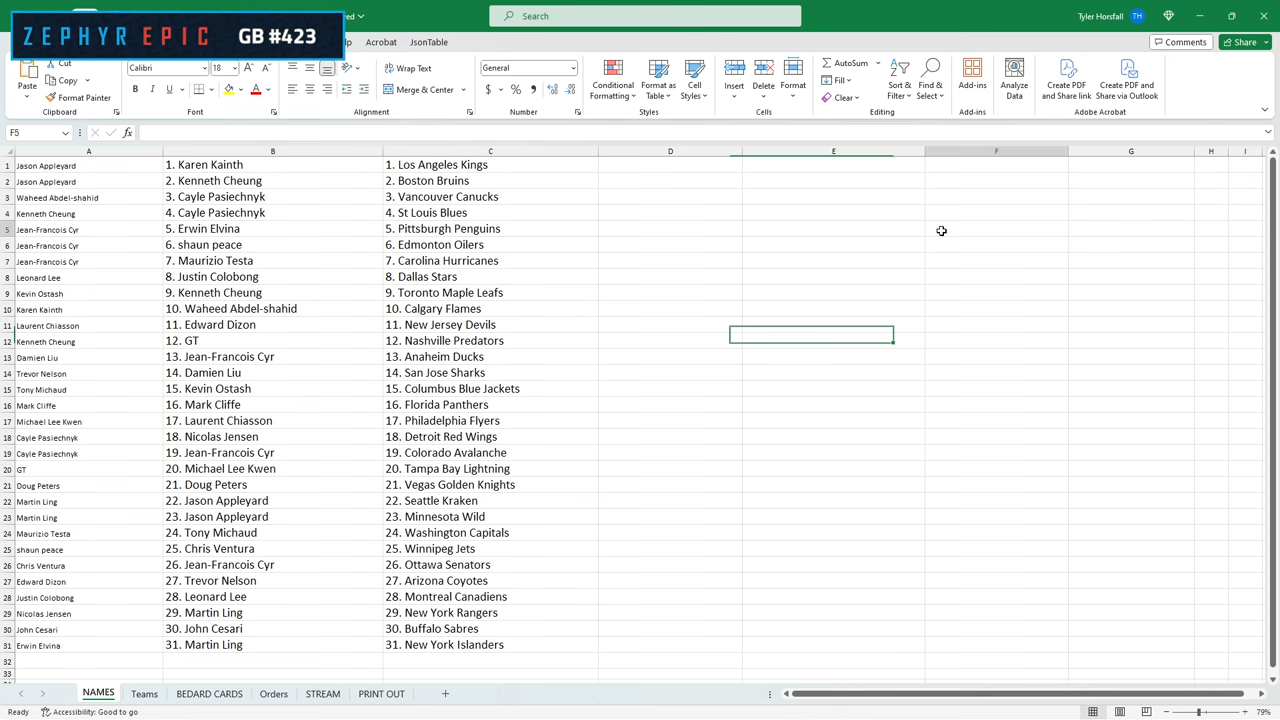 ZEPHYR EPIC GB #423
Search
Tyler Horsfall TH
Acrobat JsonTable
Comments Share
Paste Cut Copy Format Painter Clipboard
Calibri 18 B I U Font
Wrap Text Merge & Center Alignment
General $ % Number
Conditional Formatting Format as Table Cell Styles Styles
Insert Delete Format Cells
AutoSum Fill Clear Sort & Filter Find & Select Editing
Add-ins Add-ins
Analyze Data
Create PDF and Share link Create PDF and Share via Outlook Adobe Acrobat
F5 fx
A B C D E F G H I
1 Jason Appleyard 1. Karen Kainth 1. Los Angeles Kings
2 Jason Appleyard 2. Kenneth Cheung 2. Boston Bruins
3 Waheed Abdel-shahid 3. Cayle Pasiechnyk 3. Vancouver Canucks
4 Kenneth Cheung 4. Cayle Pasiechnyk 4. St Louis Blues
5 Jean-Francois Cyr 5. Erwin Elvina 5. Pittsburgh Penguins
6 Jean-Francois Cyr 6. shaun peace 6. Edmonton Oilers
7 Jean-Francois Cyr 7. Maurizio Testa 7. Carolina Hurricanes
8 Leonard Lee 8. Justin Colobong 8. Dallas Stars
9 Kevin Ostash 9. Kenneth Cheung 9. Toronto Maple Leafs
10 Karen Kainth 10. Waheed Abdel-shahid 10. Calgary Flames
11 Laurent Chiasson 11. Edward Dizon 11. New Jersey Devils
12 Kenneth Cheung 12. GT 12. Nashville Predators
13 Damien Liu 13. Jean-Francois Cyr 13. Anaheim Ducks
14 Trevor Nelson 14. Damien Liu 14. San Jose Sharks
15 Tony Michaud 15. Kevin Ostash 15. Columbus Blue Jackets
16 Mark Cliffe 16. Mark Cliffe 16. Florida Panthers
17 Michael Lee Kwen 17. Laurent Chiasson 17. Philadelphia Flyers
18 Cayle Pasiechnyk 18. Nicolas Jensen 18. Detroit Red Wings
19 Cayle Pasiechnyk 19. Jean-Francois Cyr 19. Colorado Avalanche
20 GT 20. Michael Lee Kwen 20. Tampa Bay Lightning
21 Doug Peters 21. Doug Peters 21. Vegas Golden Knights
22 Martin Ling 22. Jason Appleyard 22. Seattle Kraken
23 Martin Ling 23. Jason Appleyard 23. Minnesota Wild
24 Maurizio Testa 24. Tony Michaud 24. Washington Capitals
25 shaun peace 25. Chris Ventura 25. Winnipeg Jets
26 Chris Ventura 26. Jean-Francois Cyr 26. Ottawa Senators
27 Edward Dizon 27. Trevor Nelson 27. Arizona Coyotes
28 Justin Colobong 28. Leonard Lee 28. Montreal Canadiens
29 Nicolas Jensen 29. Martin Ling 29. New York Rangers
30 John Cesari 30. John Cesari 30. Buffalo Sabres
31 Erwin Elvina 31. Martin Ling 31. New York Islanders
32
33
NAMES Teams BEDARD CARDS Orders STREAM PRINT OUT
Ready Accessibility: Good to go 79%